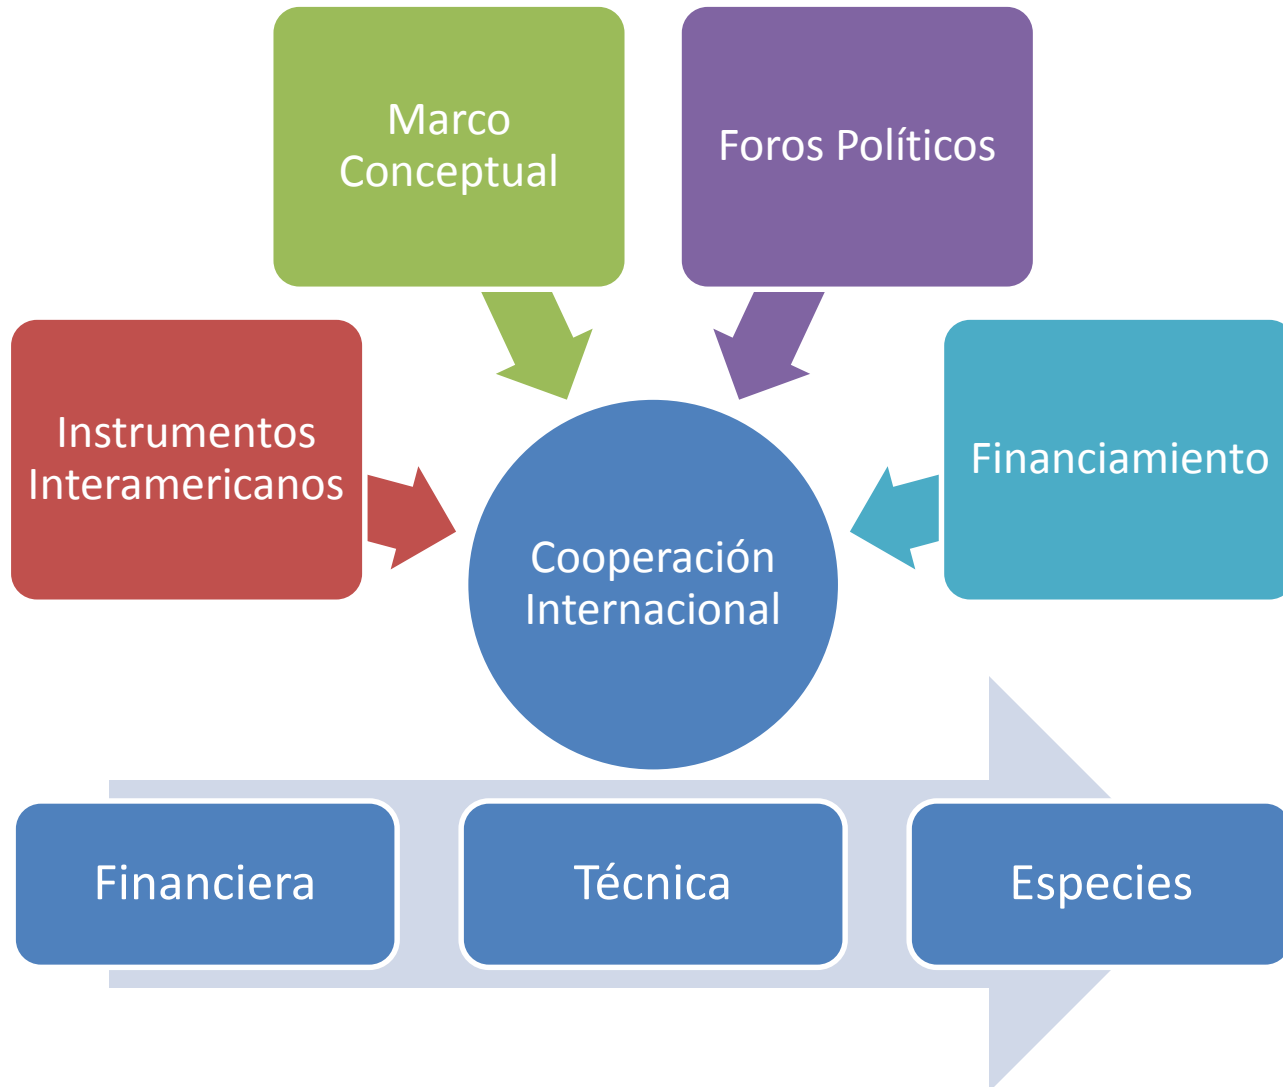 Marco
Conceptual
Foros Políticos
Instrumentos
Interamericanos
Financiamiento
Cooperación
Internacional
Financiera
Técnica
Especies